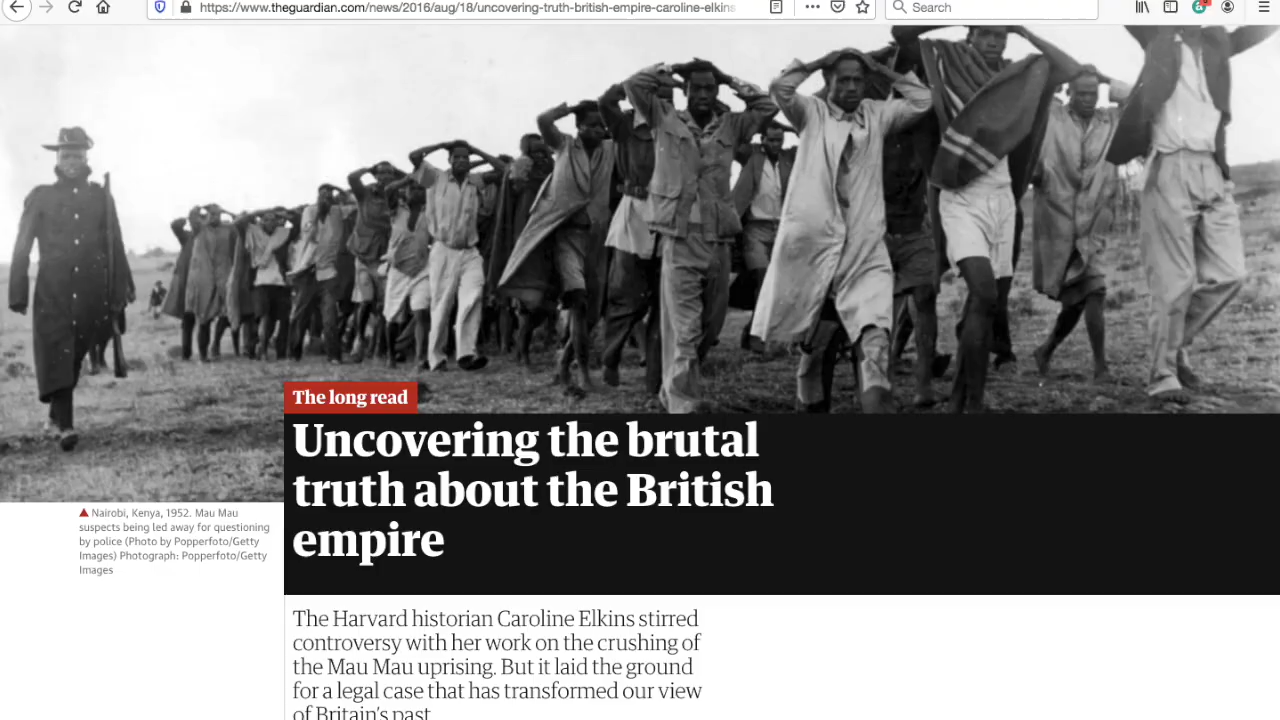 https://www.theguardian.com/news/2016/aug/18/uncovering-truth-british-empire-caroline-elkins
Search
The long read
Uncovering the brutal
truth about the British
empire
Nairobi, Kenya, 1952. Mau Mau
suspects being led away for questioning
by police (Photo by Popperfoto/Getty
Images) Photograph: Popperfoto/Getty
Images
The Harvard historian Caroline Elkins stirred
controversy with her work on the crushing of
the Mau Mau uprising. But it laid the ground
for a legal case that has transformed our view
of Britain's past